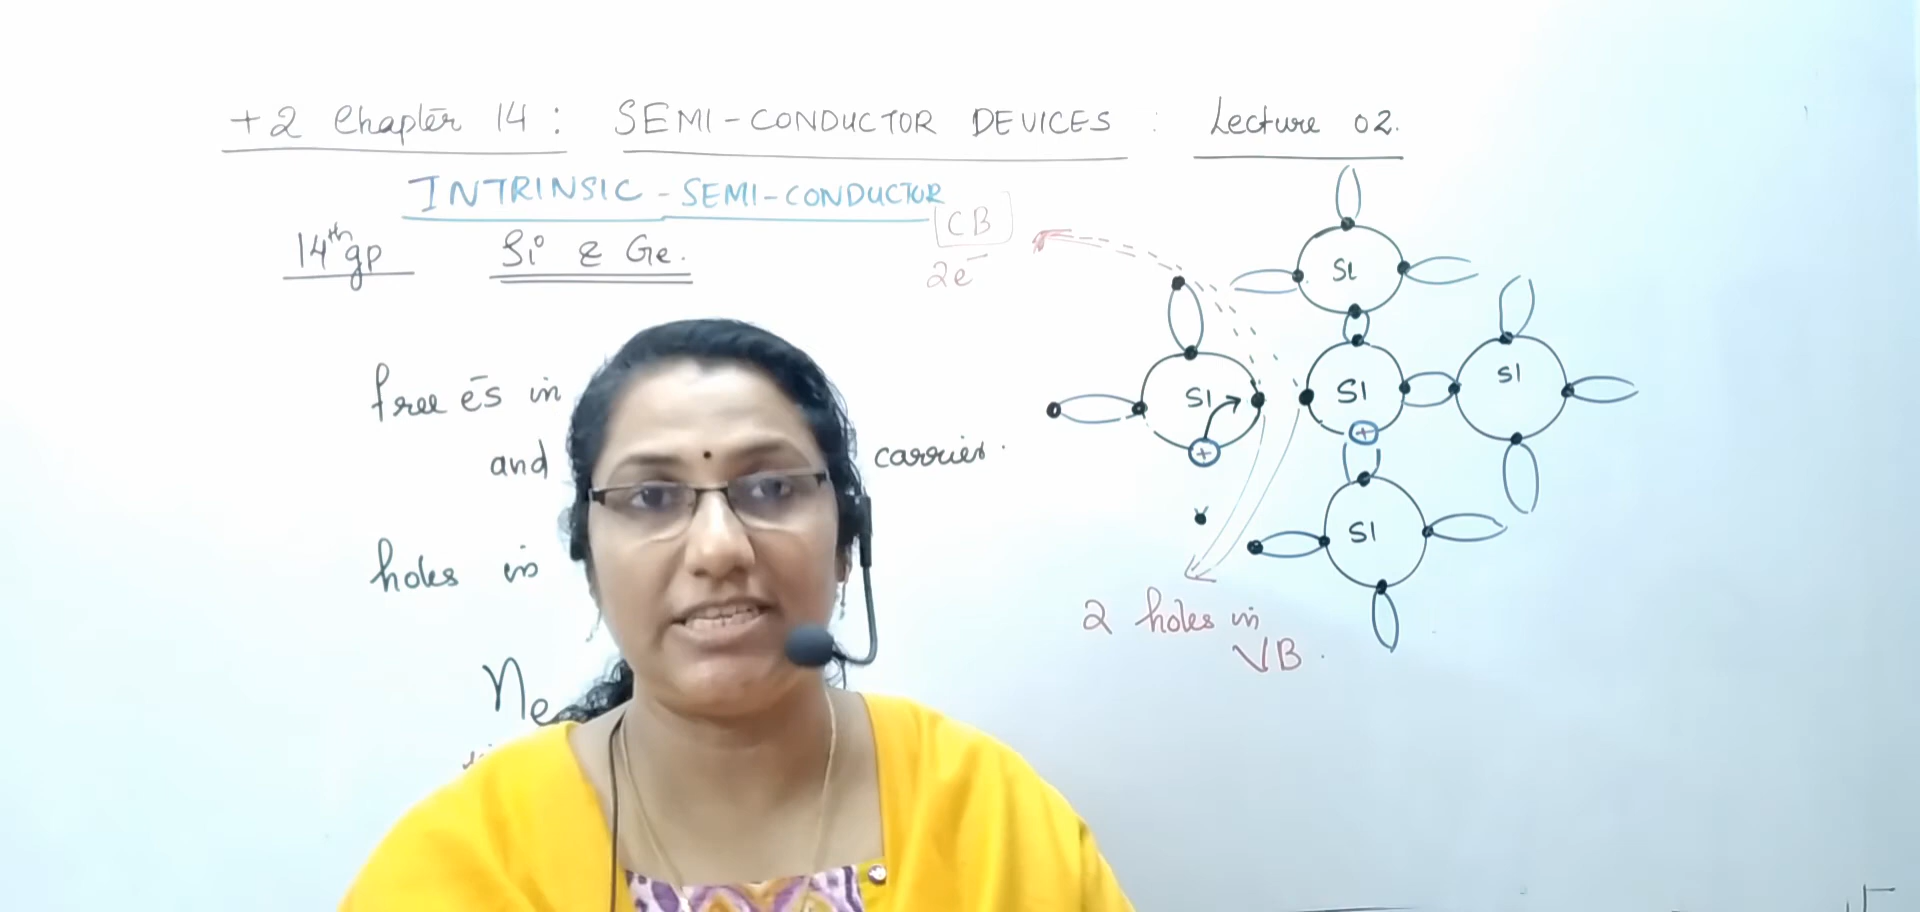 +2 Chapter 14 : SEMI-CONDUCTOR DEVICES : Lecture 02.
INTRINSIC - SEMI-CONDUCTOR
14th gp Si & Ge.
CB
2e⁻
free e⁻s in
and carrier.
holes in
ne
Si
Si
Si
Si
Si
+
+
2 holes in
VB.